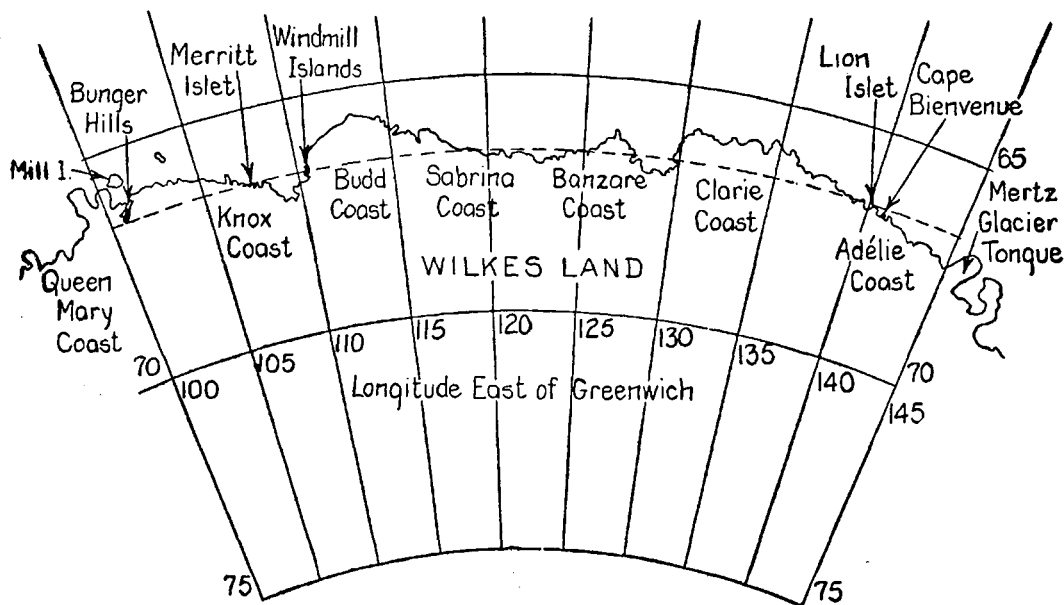 Bunger
Hills
Merritt
Islet
Windmill
Islands
Lion
Islet
Cape
Bienvenue
65
Mill I.
Knox
Coast
Budd
Coast
Sabrina
Coast
Banzare
Coast
Clarie
Coast
Adélie
Coast
Mertz
Glacier
Tongue
Queen
Mary
Coast
WILKES LAND
70
100
105
110
115
120
125
130
135
140
70
145
Longitude East of Greenwich
75
75